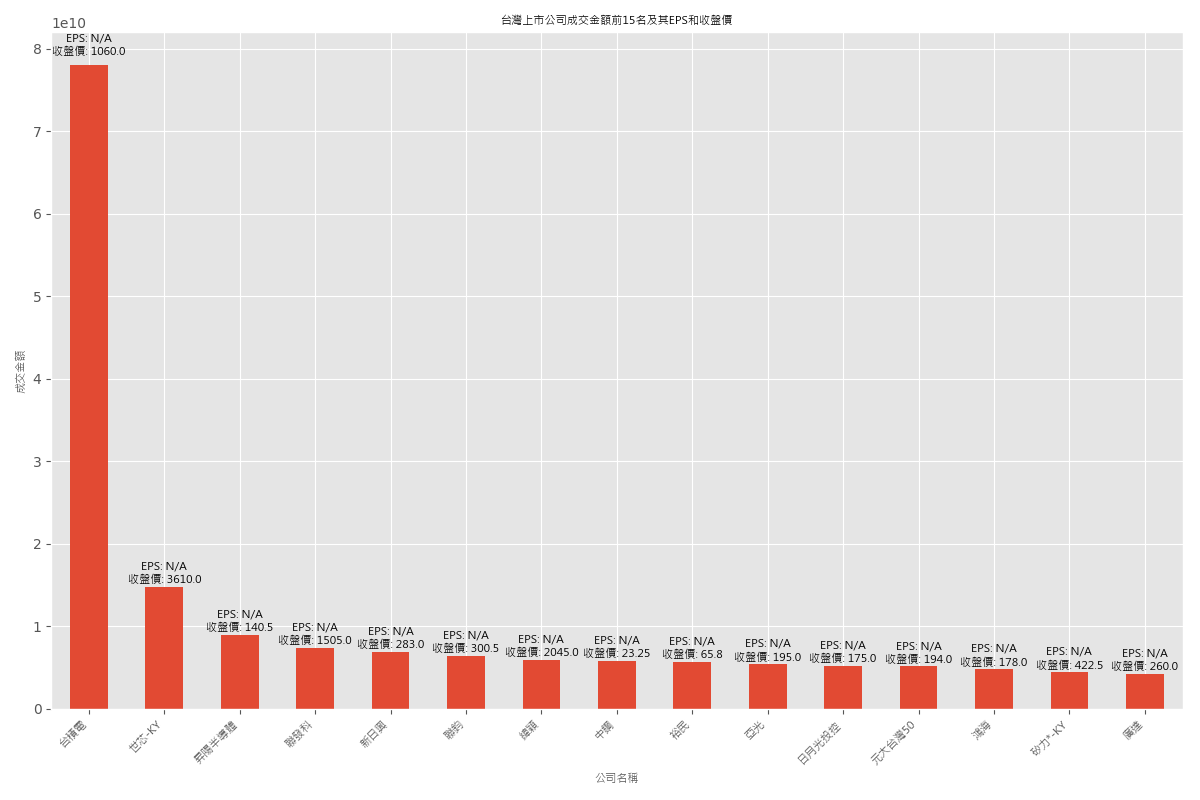 台灣上市公司成交金額前15名及其EPS和收盤價
1e10
8
7
6
5
4
3
2
1
0
成交金額
EPS: N/A
收盤價: 1060.0
EPS: N/A
收盤價: 3610.0
EPS: N/A
收盤價: 140.5
EPS: N/A
收盤價: 1505.0
EPS: N/A
收盤價: 283.0
EPS: N/A
收盤價: 300.5
EPS: N/A
收盤價: 2045.0
EPS: N/A
收盤價: 23.25
EPS: N/A
收盤價: 65.8
EPS: N/A
收盤價: 195.0
EPS: N/A
收盤價: 175.0
EPS: N/A
收盤價: 194.0
EPS: N/A
收盤價: 178.0
EPS: N/A
收盤價: 422.5
EPS: N/A
收盤價: 260.0
台積電
世芯-KY
昇陽半導體
聯發科
新日興
聯鈞
緯穎
中鋼
裕民
亞光
日月光投控
元大台灣50
鴻海
矽力*-KY
廣達
公司名稱